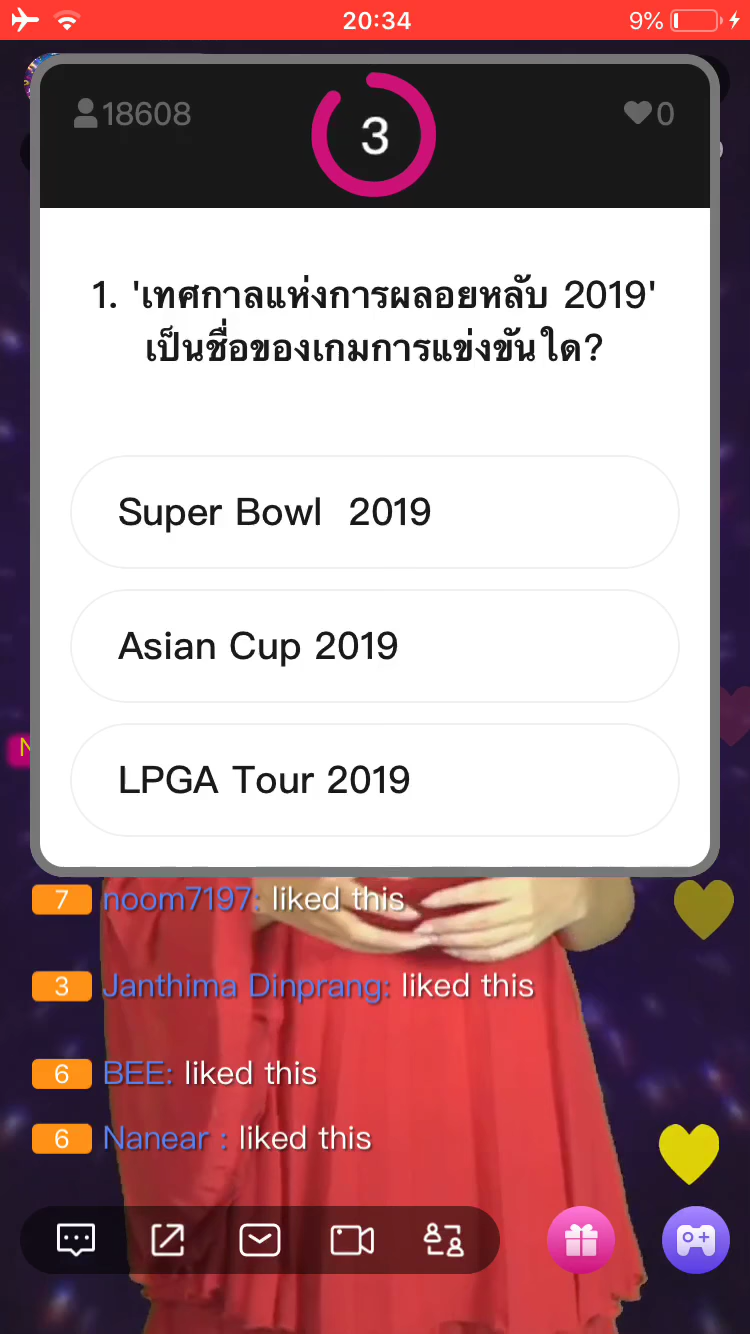 20:34
9%
18608
3
0
1. 'เทศกาลแห่งการผลอยหลับ 2019'
เป็นชื่อของเกมการแข่งขันใด?
Super Bowl 2019
Asian Cup 2019
LPGA Tour 2019
7 noom7197: liked this
3 Janthima Dinprang: liked this
6 BEE: liked this
6 Nanear : liked this